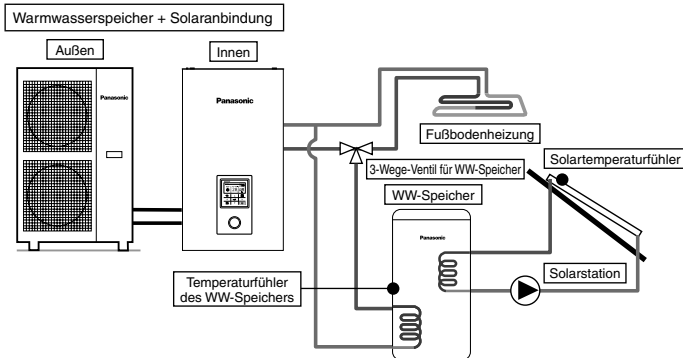 Warmwasserspeicher + Solaranbindung
Außen
Innen
Panasonic
Panasonic
Fußbodenheizung
3-Wege-Ventil für WW-Speicher
Solartemperaturfühler
WW-Speicher
Panasonic
Temperaturfühler
des WW-Speichers
Solarstation